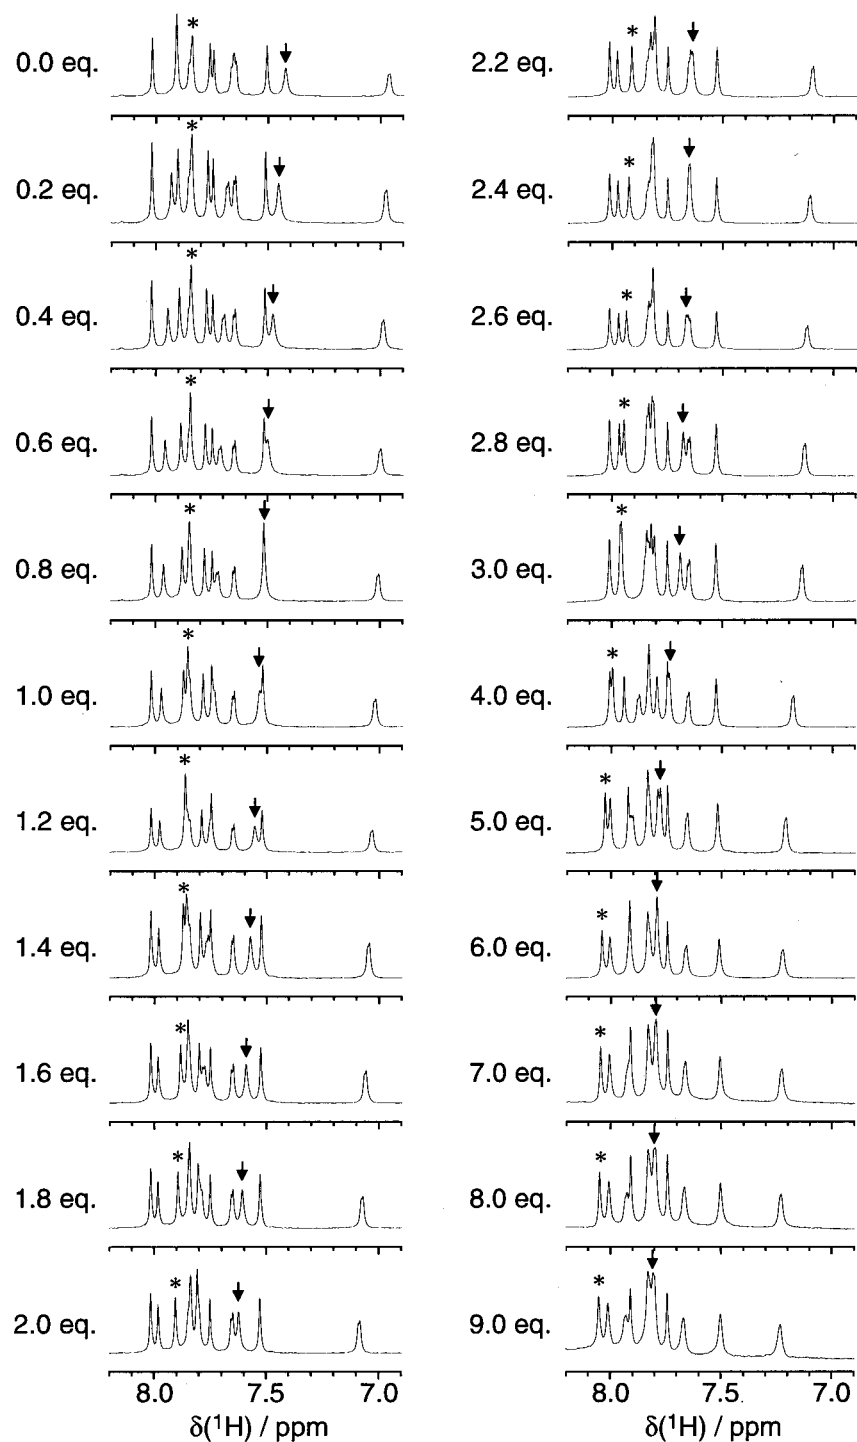 0.0 eq.
*
0.2 eq.
*
0.4 eq.
*
0.6 eq.
*
0.8 eq.
*
1.0 eq.
*
1.2 eq.
*
1.4 eq.
*
1.6 eq.
*
1.8 eq.
*
2.0 eq.
*
8.0 7.5 7.0
δ(¹H) / ppm
2.2 eq.
*
2.4 eq.
*
2.6 eq.
*
2.8 eq.
*
3.0 eq.
*
4.0 eq.
*
5.0 eq.
*
6.0 eq.
*
7.0 eq.
*
8.0 eq.
*
9.0 eq.
*
8.0 7.5 7.0
δ(¹H) / ppm